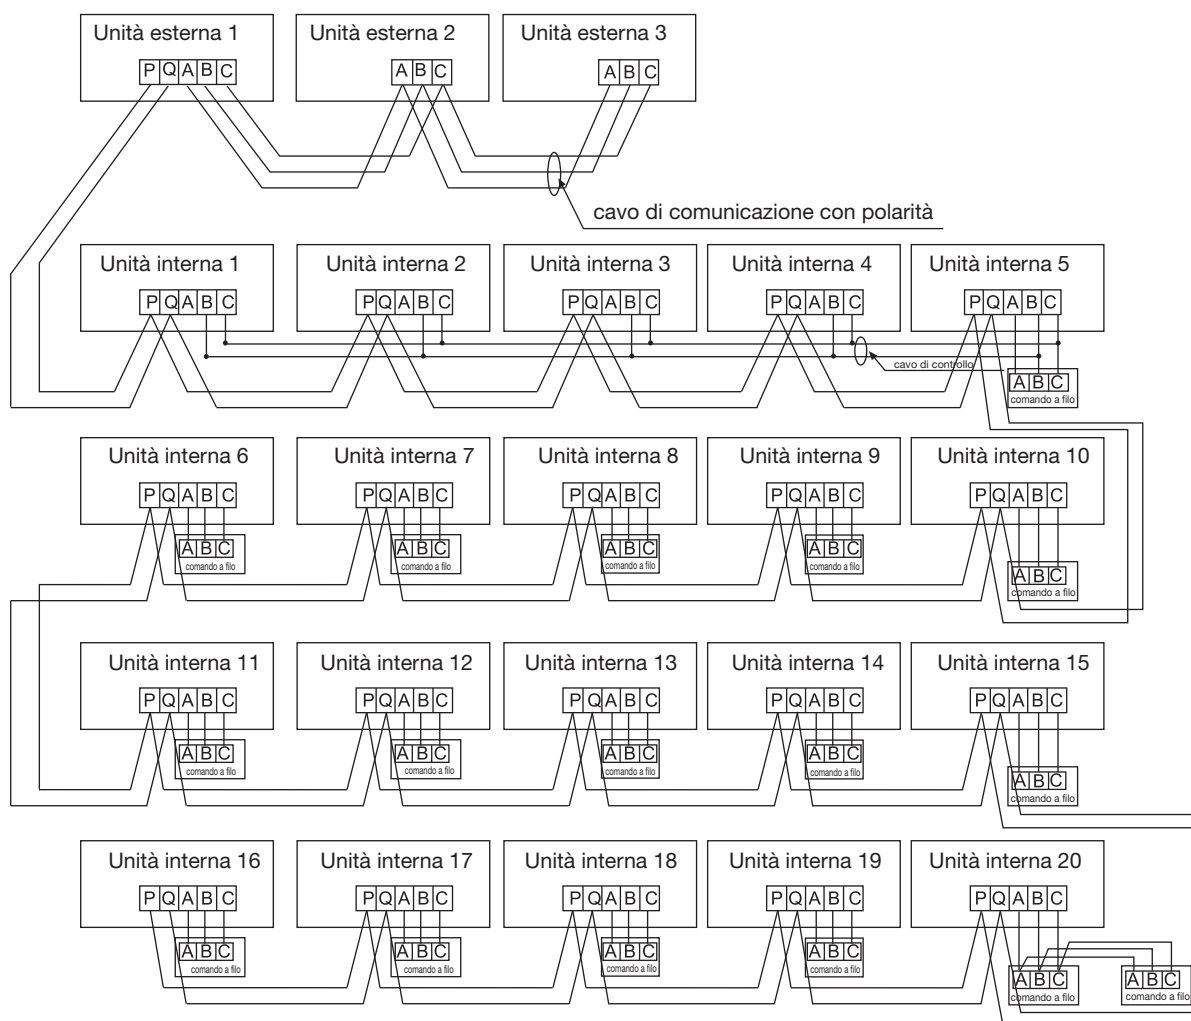 Unità esterna 1 Unità esterna 2 Unità esterna 3
P Q A B C A B C A B C
cavo di comunicazione con polarità
Unità interna 1 Unità interna 2 Unità interna 3 Unità interna 4 Unità interna 5
P Q A B C P Q A B C P Q A B C P Q A B C P Q A B C
cavo di controllo
A B C
comando a filo
Unità interna 6 Unità interna 7 Unità interna 8 Unità interna 9 Unità interna 10
P Q A B C P Q A B C P Q A B C P Q A B C P Q A B C
A B C A B C A B C A B C
comando a filo comando a filo comando a filo comando a filo
A B C
comando a filo
Unità interna 11 Unità interna 12 Unità interna 13 Unità interna 14 Unità interna 15
P Q A B C P Q A B C P Q A B C P Q A B C P Q A B C
A B C A B C A B C A B C
comando a filo comando a filo comando a filo comando a filo
A B C
comando a filo
Unità interna 16 Unità interna 17 Unità interna 18 Unità interna 19 Unità interna 20
P Q A B C P Q A B C P Q A B C P Q A B C P Q A B C
A B C A B C A B C A B C
comando a filo comando a filo comando a filo comando a filo
A B C A B C
comando a filo comando a filo